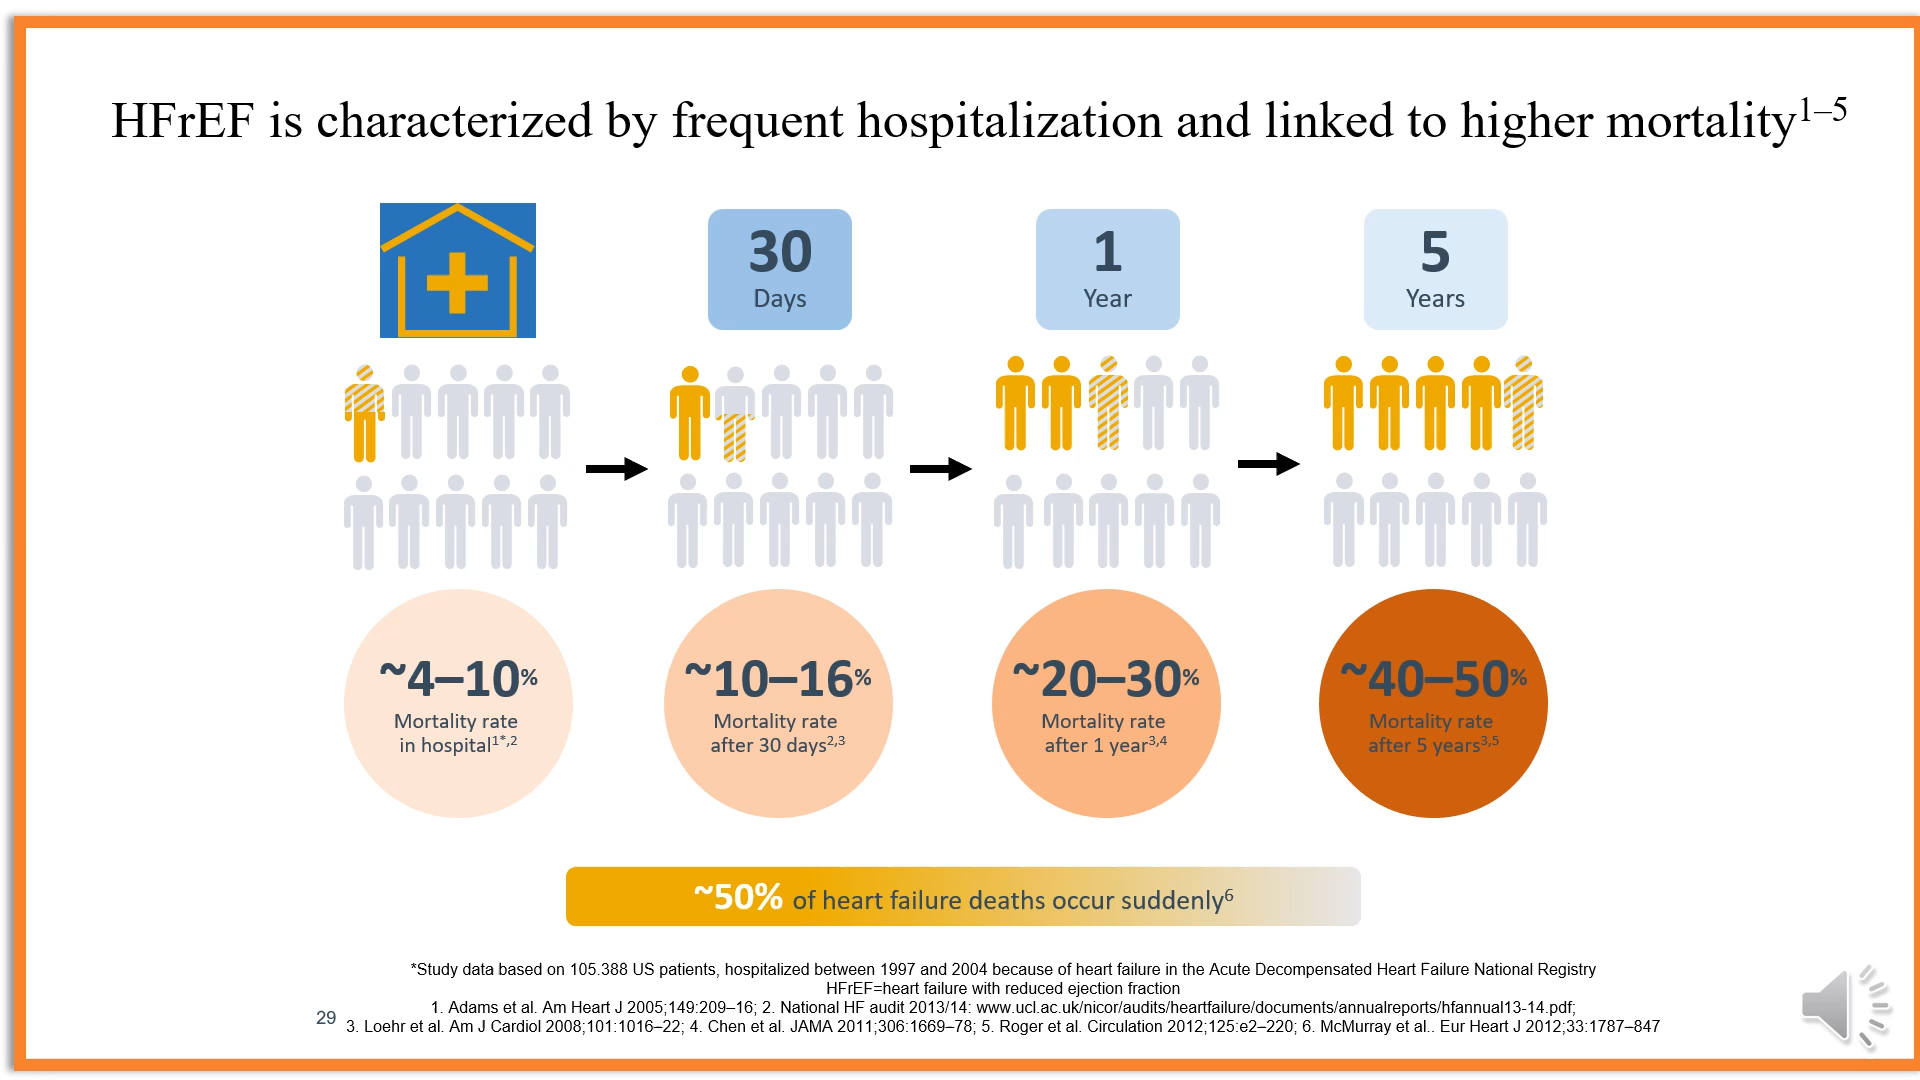 HFrEF is characterized by frequent hospitalization and linked to higher mortality1–5
30
Days
1
Year
5
Years
~4–10%
Mortality rate
in hospital1*,2
~10–16%
Mortality rate
after 30 days2,3
~20–30%
Mortality rate
after 1 year3,4
~40–50%
Mortality rate
after 5 years3,5
~50% of heart failure deaths occur suddenly6
*Study data based on 105.388 US patients, hospitalized between 1997 and 2004 because of heart failure in the Acute Decompensated Heart Failure National Registry
HFrEF=heart failure with reduced ejection fraction
1. Adams et al. Am Heart J 2005;149:209–16; 2. National HF audit 2013/14: www.ucl.ac.uk/nicor/audits/heartfailure/documents/annualreports/hfannual13-14.pdf;
3. Loehr et al. Am J Cardiol 2008;101:1016–22; 4. Chen et al. JAMA 2011;306:1669–78; 5. Roger et al. Circulation 2012;125:e2–220; 6. McMurray et al.. Eur Heart J 2012;33:1787–847
29